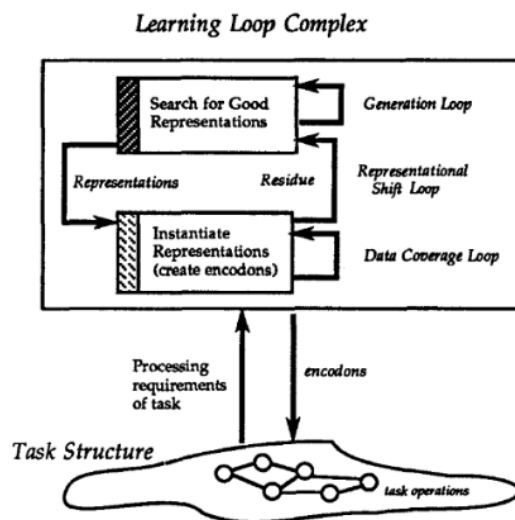 Learning Loop Complex
Search for Good
Representations
Generation Loop
Representations
Residue
Representational
Shift Loop
Instantiate
Representations
(create encodons)
Data Coverage Loop
Processing
requirements
of task
encodons
Task Structure
task operations